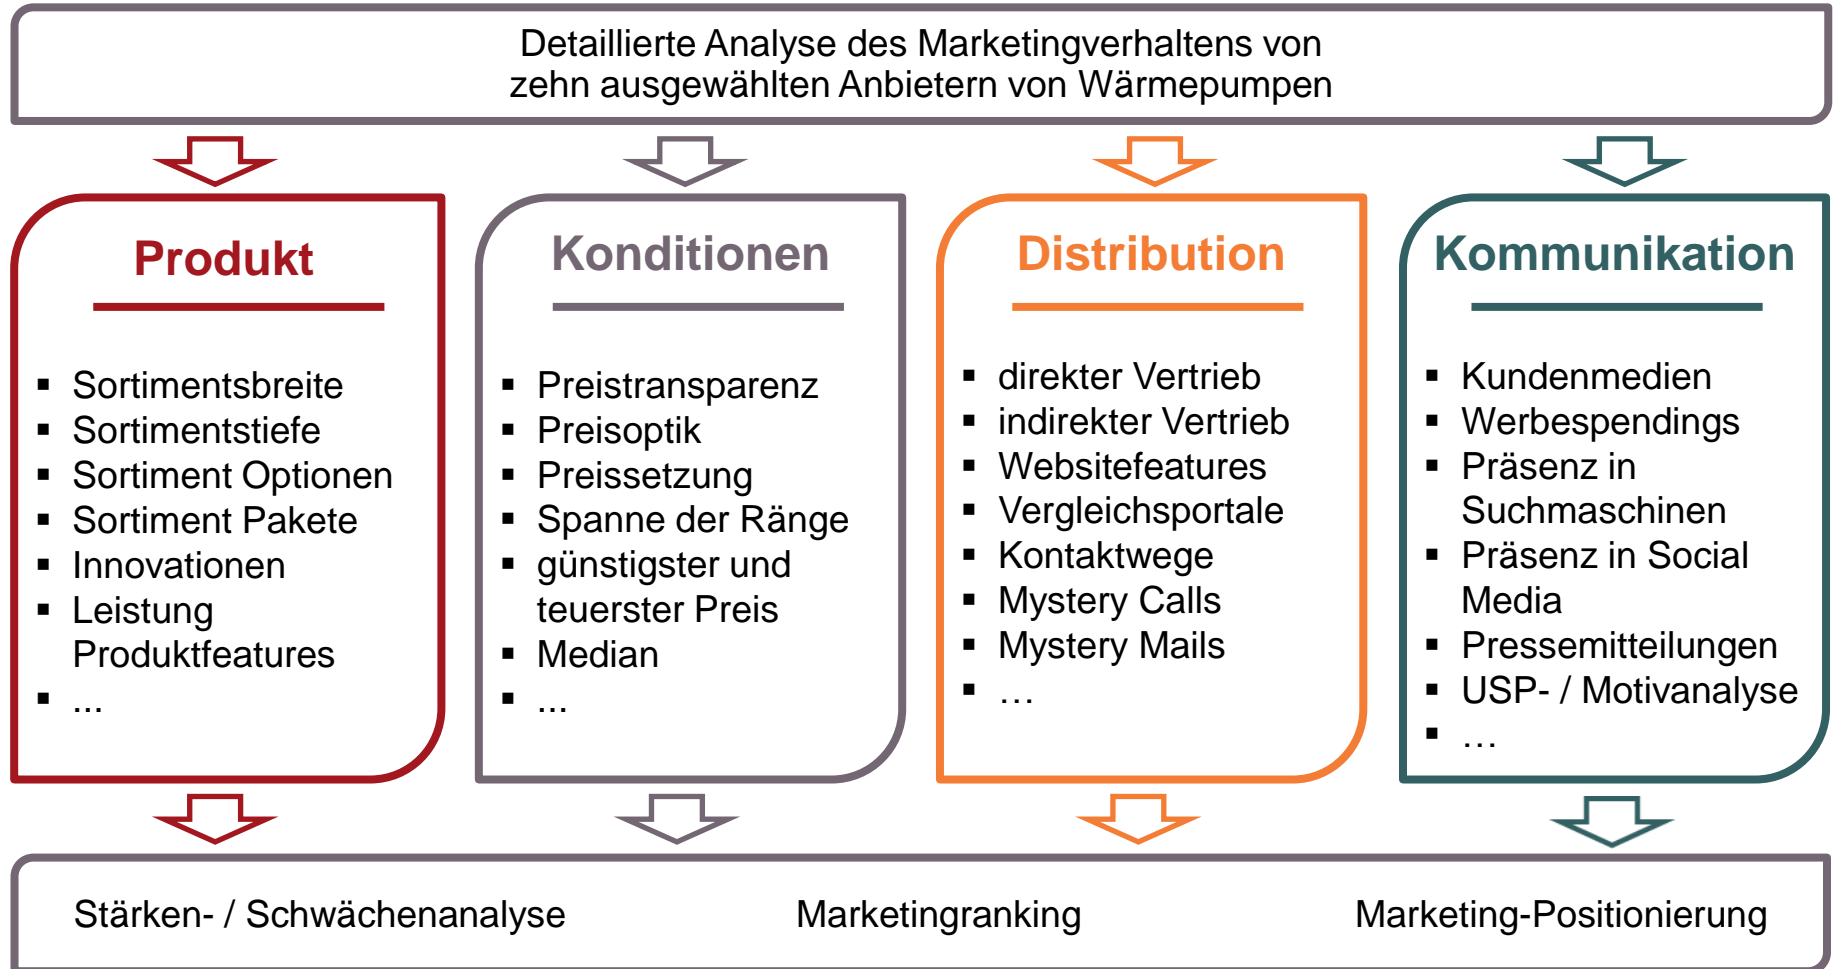 Detaillierte Analyse des Marketingverhaltens von
zehn ausgewählten Anbietern von Wärmepumpen
Produkt
▪ Sortimentsbreite
▪ Sortimentstiefe
▪ Sortiment Optionen
▪ Sortiment Pakete
▪ Innovationen
▪ Leistung
Produktfeatures
▪ ...
Konditionen
▪ Preistransparenz
▪ Preisoptik
▪ Preissetzung
▪ Spanne der Ränge
▪ günstigster und
teuerster Preis
▪ Median
▪ ...
Distribution
▪ direkter Vertrieb
▪ indirekter Vertrieb
▪ Websitefeatures
▪ Vergleichsportale
▪ Kontaktwege
▪ Mystery Calls
▪ Mystery Mails
▪ …
Kommunikation
▪ Kundenmedien
▪ Werbespendings
▪ Präsenz in
Suchmaschinen
▪ Präsenz in Social
Media
▪ Pressemitteilungen
▪ USP- / Motivanalyse
▪ …
Stärken- / Schwächenanalyse
Marketingranking
Marketing-Positionierung